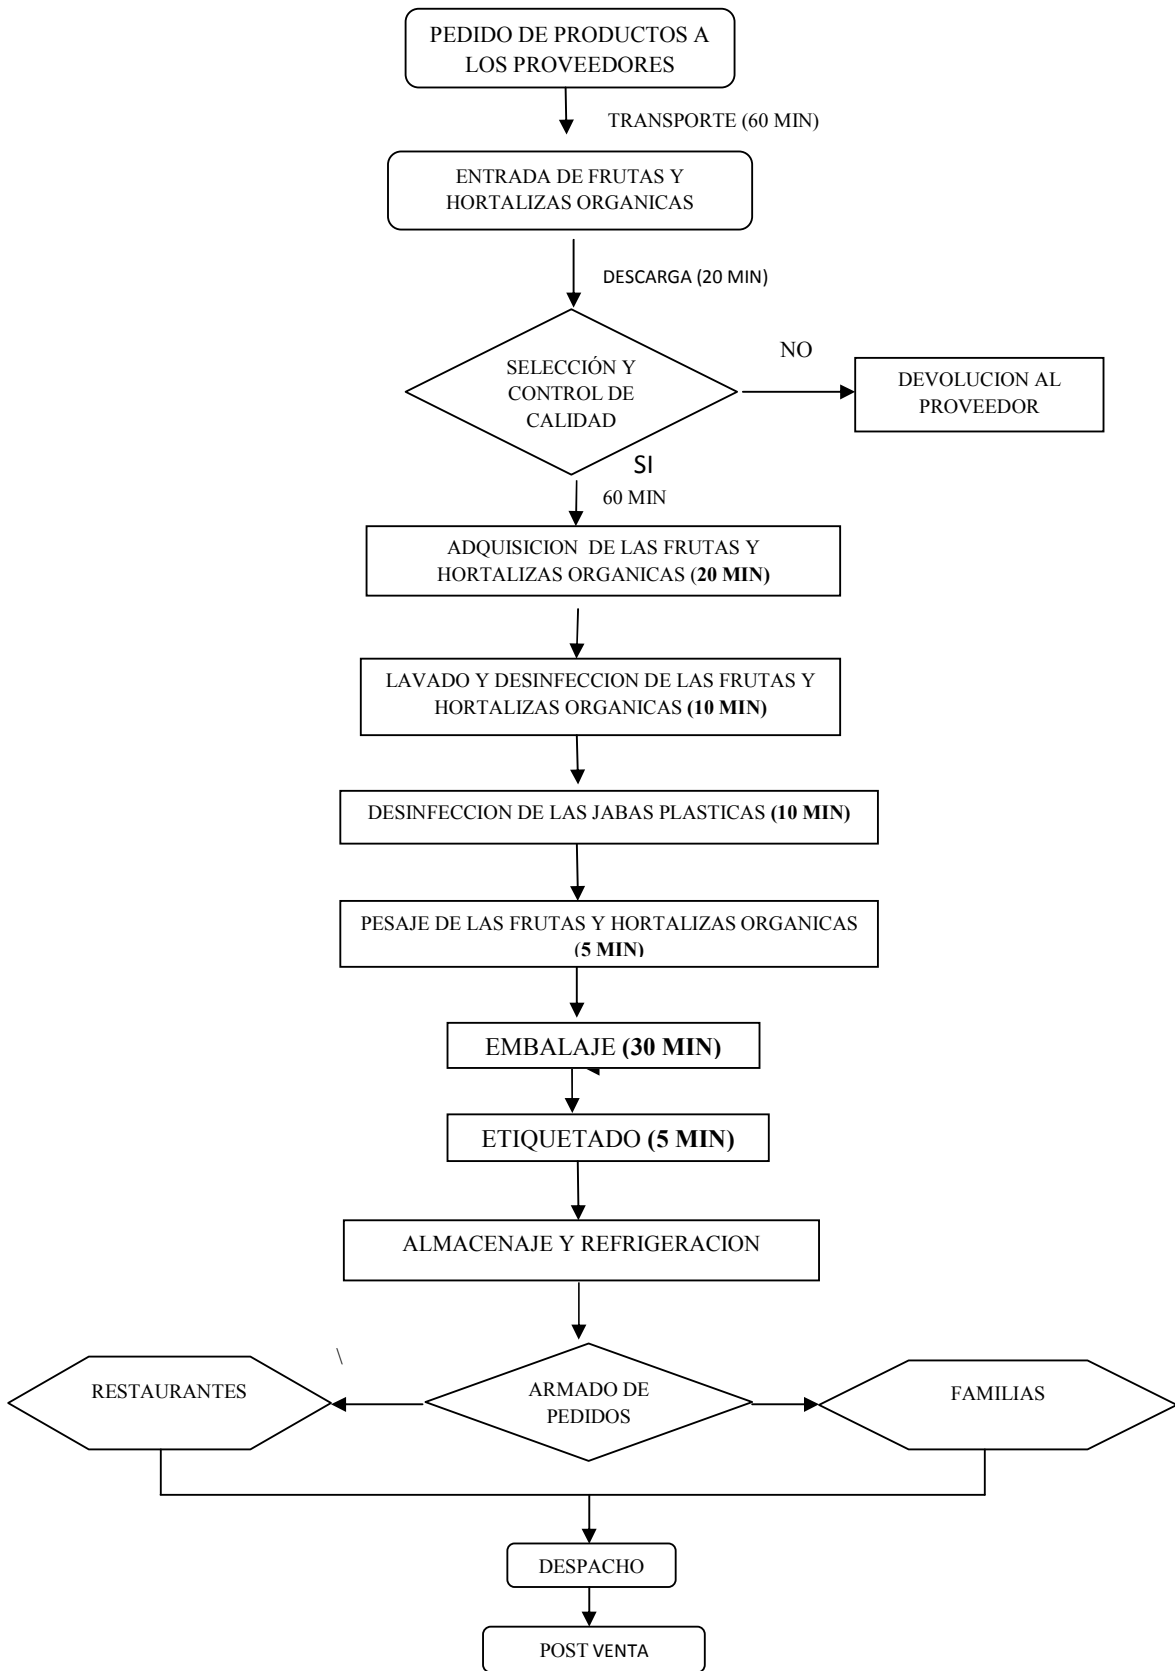 PEDIDO DE PRODUCTOS A
LOS PROVEEDORES
TRANSPORTE (60 MIN)
ENTRADA DE FRUTAS Y
HORTALIZAS ORGANICAS
DESCARGA (20 MIN)
SELECCIÓN Y
CONTROL DE
CALIDAD
NO
DEVOLUCION AL
PROVEEDOR
SI
60 MIN
ADQUISICION DE LAS FRUTAS Y
HORTALIZAS ORGANICAS (20 MIN)
LAVADO Y DESINFECCION DE LAS FRUTAS Y
HORTALIZAS ORGANICAS (10 MIN)
DESINFECCION DE LAS JABAS PLASTICAS (10 MIN)
PESAJE DE LAS FRUTAS Y HORTALIZAS ORGANICAS
(5 MIN)
EMBALAJE (30 MIN)
ETIQUETADO (5 MIN)
ALMACENAJE Y REFRIGERACION
\
RESTAURANTES
ARMADO DE
PEDIDOS
FAMILIAS
DESPACHO
POST VENTA